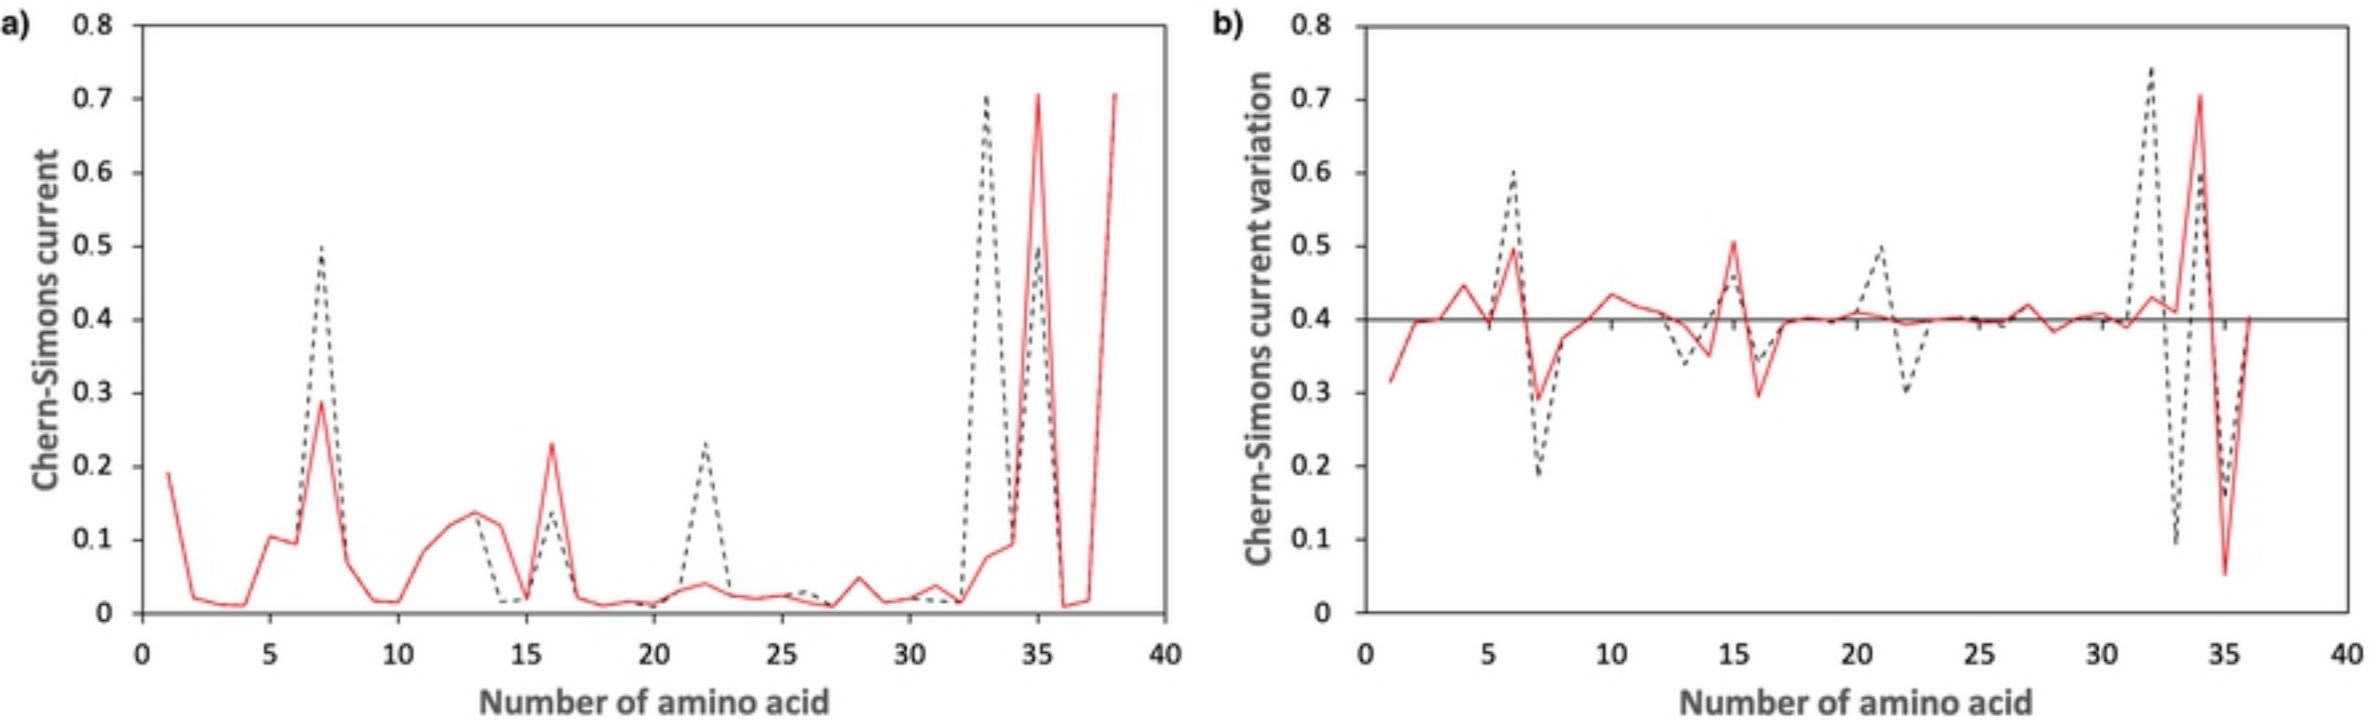 a)
Chern-Simons current
0.8
0.7
0.6
0.5
0.4
0.3
0.2
0.1
0
0 5 10 15 20 25 30 35 40
Number of amino acid
b)
Chern-Simons current variation
0.8
0.7
0.6
0.5
0.4
0.3
0.2
0.1
0
0 5 10 15 20 25 30 35 40
Number of amino acid